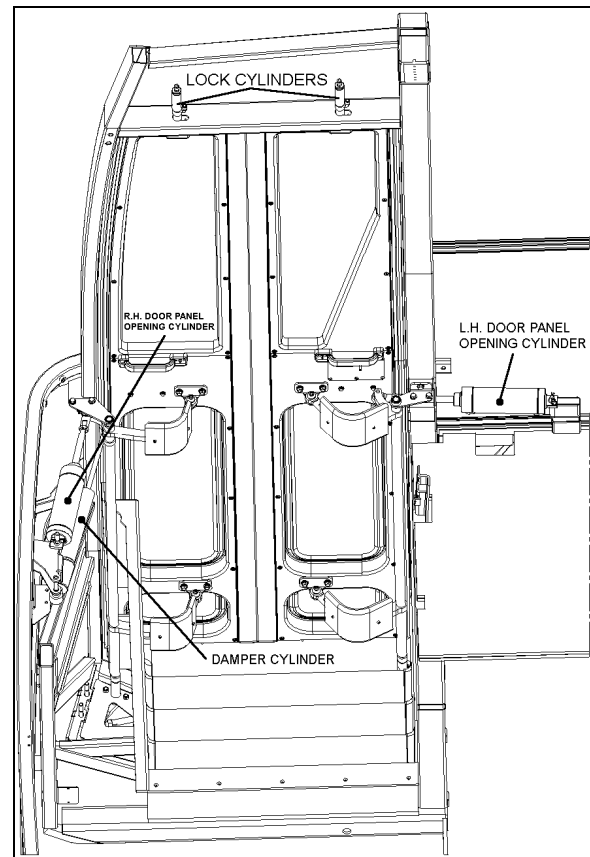 LOCK CYLINDERS
R.H. DOOR PANEL
OPENING CYLINDER
L.H. DOOR PANEL
OPENING CYLINDER
DAMPER CYLINDER